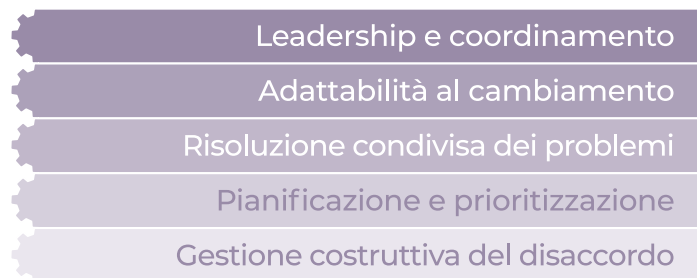 Leadership e coordinamento
Adattabilità al cambiamento
Risoluzione condivisa dei problemi
Pianificazione e prioritizzazione
Gestione costruttiva del disaccordo